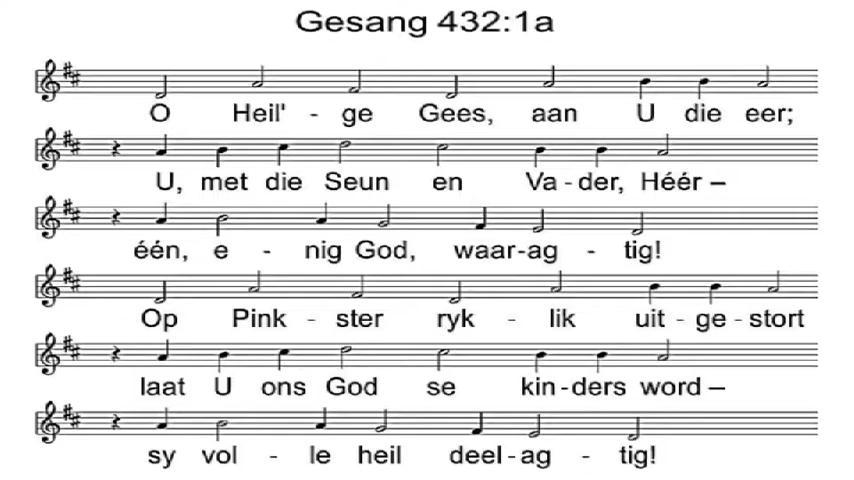 Gesang 432:1a
O Heil' - ge Gees, aan U die eer;
U, met die Seun en Va - der, Héér –
één, e - nig God, waar-ag - tig!
Op Pink - ster ryk - lik uit - ge - stort
laat U ons God se kin-ders word –
sy vol - le heil deel-ag - tig!